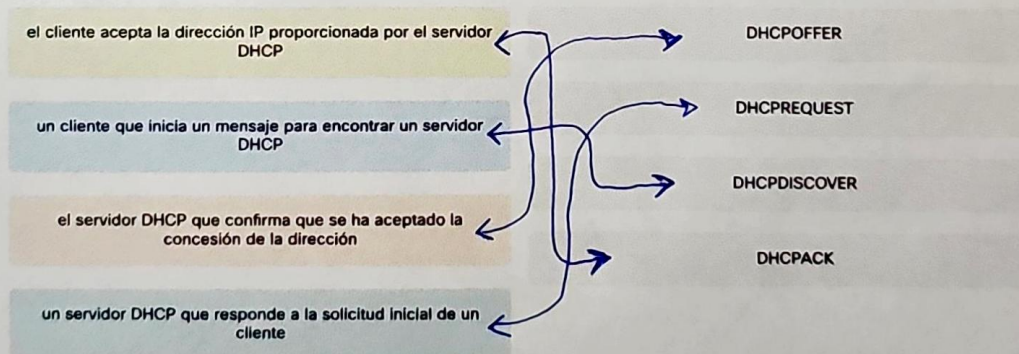 el cliente acepta la dirección IP proporcionada por el servidor
DHCP
DHCPOFFER
un cliente que inicia un mensaje para encontrar un servidor
DHCP
DHCPREQUEST
el servidor DHCP que confirma que se ha aceptado la
concesión de la dirección
DHCPDISCOVER
un servidor DHCP que responde a la solicitud inicial de un
cliente
DHCPACK